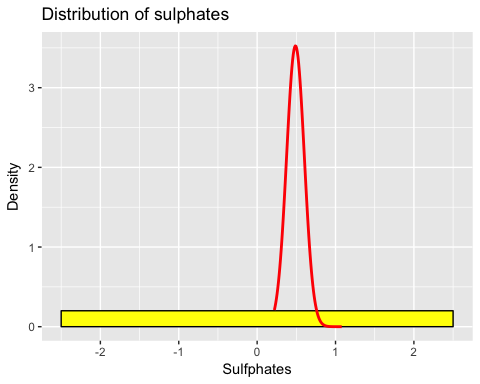 Distribution of sulphates
Density
3
2
1
0
-2 -1 0 1 2
Sulfphates